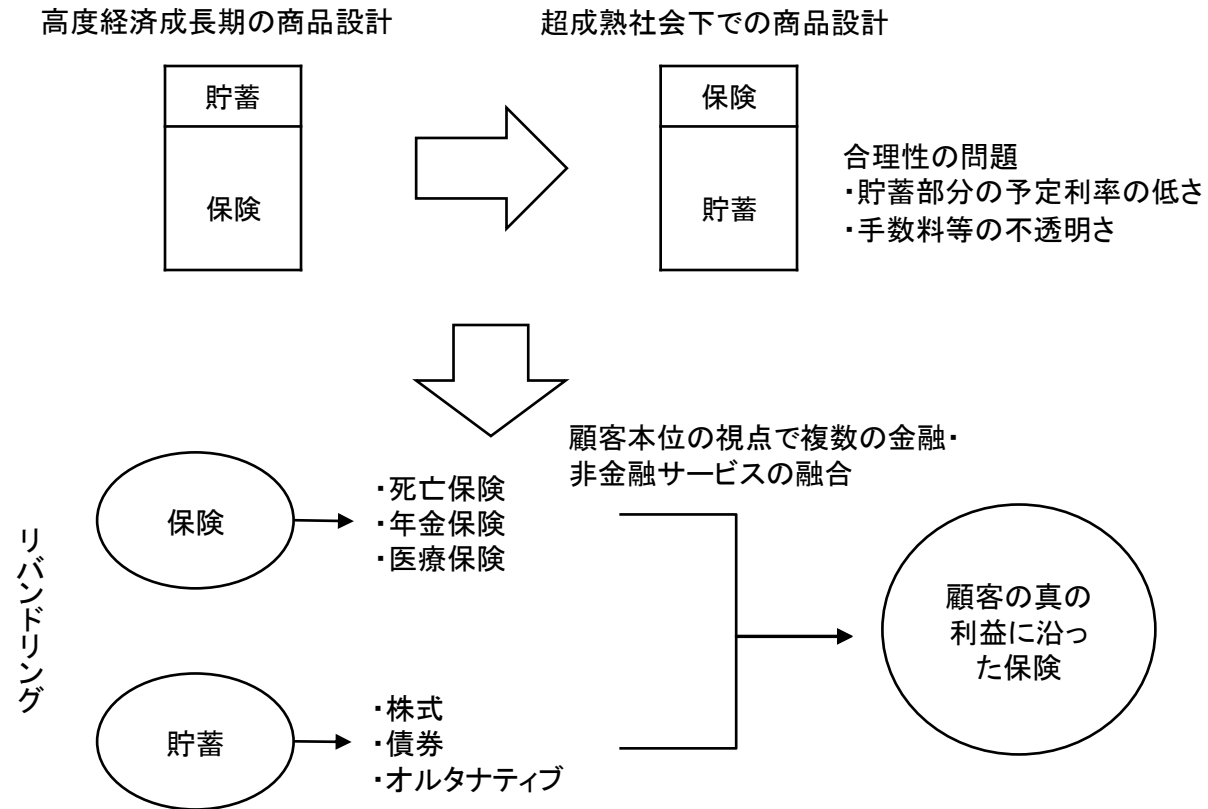 高度経済成長期の商品設計
超成熟社会下での商品設計
貯蓄
保険
保険
貯蓄
合理性の問題
・貯蓄部分の予定利率の低さ
・手数料等の不透明さ
顧客本位の視点で複数の金融・
非金融サービスの融合
リバンドリング
保険
・死亡保険
・年金保険
・医療保険
貯蓄
・株式
・債券
・オルタナティブ
顧客の真の
利益に沿っ
た保険